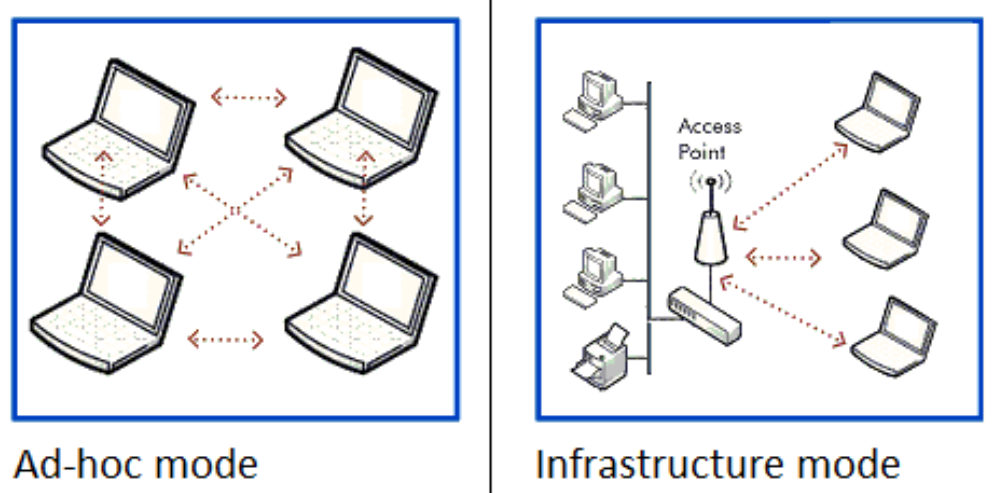 Access
Point
Ad-hoc mode
Infrastructure mode